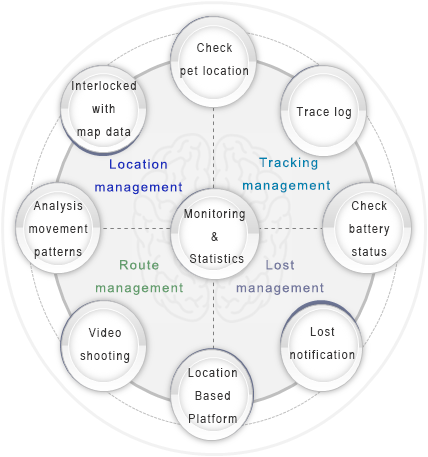 Check
pet location
Interlocked
with
map data
Trace log
Location
management
Tracking
management
Analysis
movement
patterns
Monitoring
&
Statistics
Check
battery
status
Route
management
Lost
management
Video
shooting
Lost
notification
Location
Based
Platform